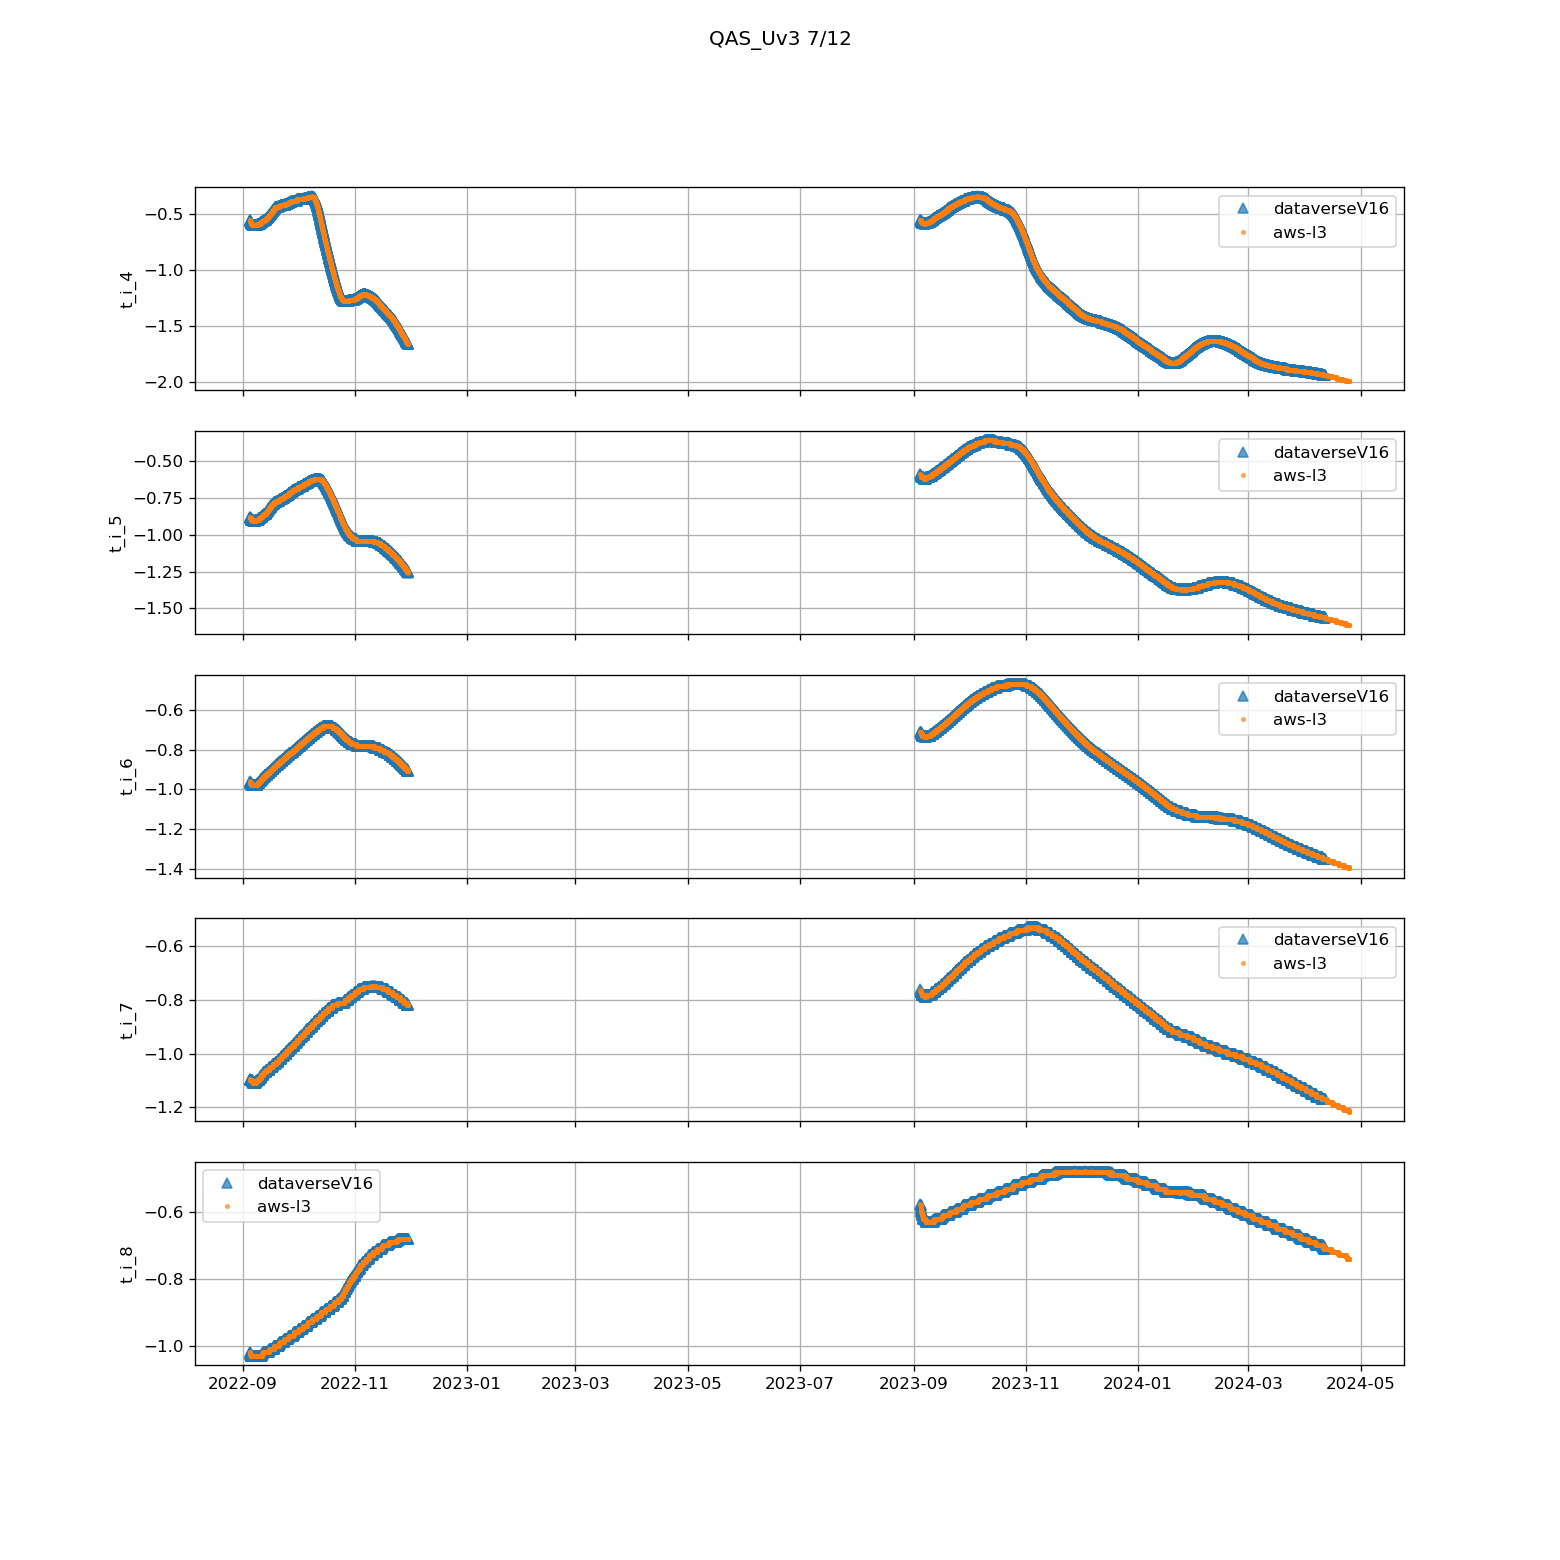 QAS_Uv3 7/12
−0.5
−1.0
−1.5
−2.0
t_i_4
dataverseV16
aws-l3
−0.50
−0.75
−1.00
−1.25
−1.50
t_i_5
dataverseV16
aws-l3
−0.6
−0.8
−1.0
−1.2
−1.4
t_i_6
dataverseV16
aws-l3
−0.6
−0.8
−1.0
−1.2
t_i_7
dataverseV16
aws-l3
−0.6
−0.8
−1.0
t_i_8
dataverseV16
aws-l3
2022-09 2022-11 2023-01 2023-03 2023-05 2023-07 2023-09 2023-11 2024-01 2024-03 2024-05